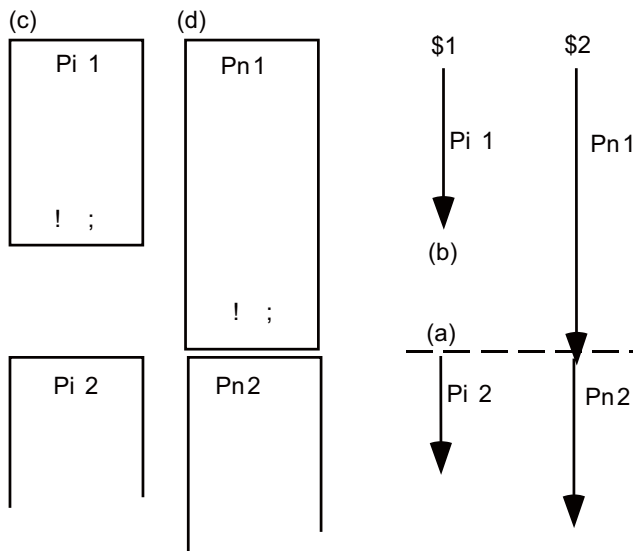 (c) (d)
$1 $2
Pi 1 Pn1
Pi 1 Pn1
! ;
(b)
! ;
(a)
Pi 2 Pn2
Pi 2 Pn2